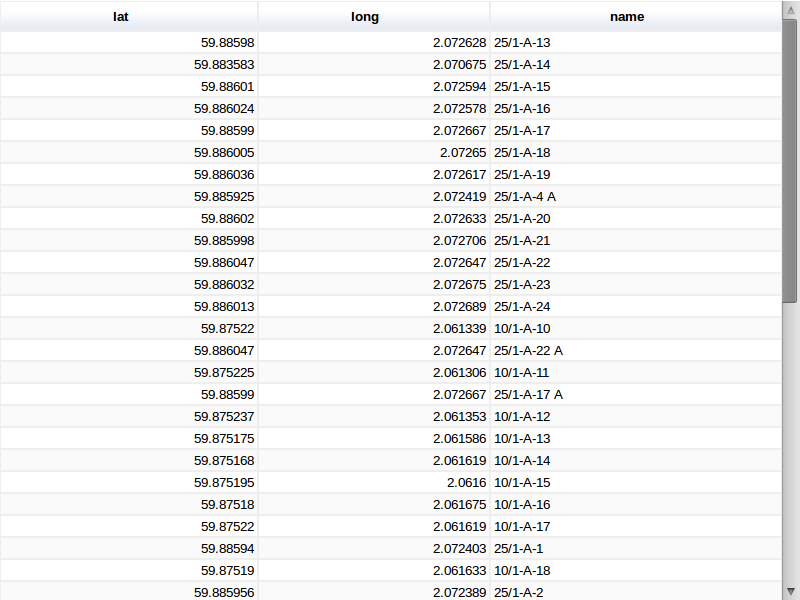 lat long name
59.88598 2.072628 25/1-A-13
59.883583 2.070675 25/1-A-14
59.88601 2.072594 25/1-A-15
59.886024 2.072578 25/1-A-16
59.88599 2.072667 25/1-A-17
59.886005 2.07265 25/1-A-18
59.886036 2.072617 25/1-A-19
59.885925 2.072419 25/1-A-4 A
59.88602 2.072633 25/1-A-20
59.885998 2.072706 25/1-A-21
59.886047 2.072647 25/1-A-22
59.886032 2.072675 25/1-A-23
59.886013 2.072689 25/1-A-24
59.87522 2.061339 10/1-A-10
59.886047 2.072647 25/1-A-22 A
59.875225 2.061306 10/1-A-11
59.88599 2.072667 25/1-A-17 A
59.875237 2.061353 10/1-A-12
59.875175 2.061586 10/1-A-13
59.875168 2.061619 10/1-A-14
59.875195 2.0616 10/1-A-15
59.87518 2.061675 10/1-A-16
59.87522 2.061619 10/1-A-17
59.88594 2.072403 25/1-A-1
59.87519 2.061633 10/1-A-18
59.885956 2.072389 25/1-A-2